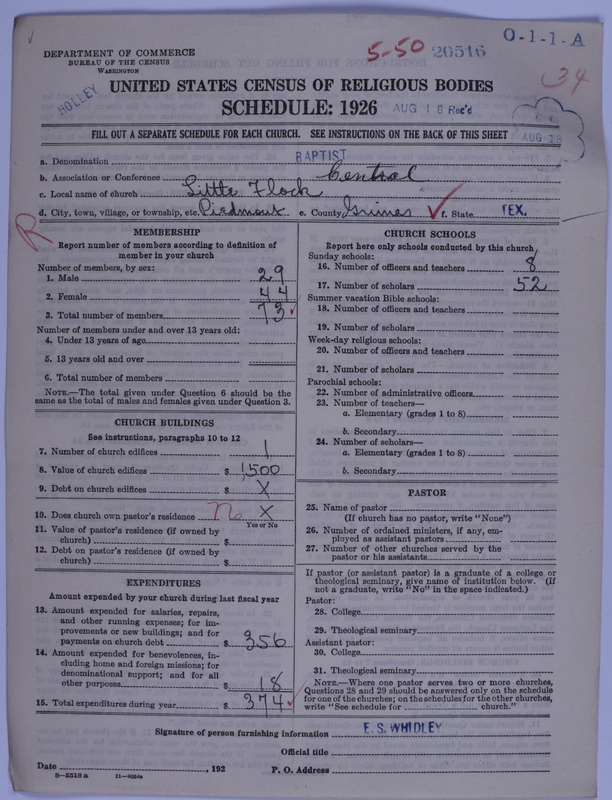 DEPARTMENT OF COMMERCE
BUREAU OF THE CENSUS
WASHINGTON
5-50 20516
O-1-1-A
34
HOLLEY
UNITED STATES CENSUS OF RELIGIOUS BODIES
SCHEDULE: 1926
AUG 18 Rec'd
AUG 18
FILL OUT A SEPARATE SCHEDULE FOR EACH CHURCH. SEE INSTRUCTIONS ON THE BACK OF THIS SHEET
a. Denomination BAPTIST
b. Association or Conference Central
c. Local name of church Little Flock
d. City, town, village, or township, etc. Piedmont e. County Grimes f. State TEX.
R
MEMBERSHIP
Report number of members according to definition of
member in your church
Number of members, by sex:
1. Male 29
2. Female 44
3. Total number of members 73
Number of members under and over 13 years old:
4. Under 13 years of age
5. 13 years old and over
6. Total number of members
NOTE.—The total given under Question 6 should be the
same as the total of males and females given under Question 3.
CHURCH BUILDINGS
See instructions, paragraphs 10 to 12
7. Number of church edifices 1
8. Value of church edifices $ 1,500
9. Debt on church edifices $ X
10. Does church own pastor's residence No X
Yes or No
11. Value of pastor's residence (if owned by
church) $
12. Debt on pastor's residence (if owned by
church) $
EXPENDITURES
Amount expended by your church during last fiscal year
13. Amount expended for salaries, repairs,
and other running expenses; for im-
provements or new buildings; and for
payments on church debt $ 356
14. Amount expended for benevolences, in-
cluding home and foreign missions; for
denominational support; and for all
other purposes $ 18
15. Total expenditures during year $ 374
CHURCH SCHOOLS
Report here only schools conducted by this church
Sunday schools:
16. Number of officers and teachers 8
17. Number of scholars 52
Summer vacation Bible schools:
18. Number of officers and teachers
19. Number of scholars
Week-day religious schools:
20. Number of officers and teachers
21. Number of scholars
Parochial schools:
22. Number of administrative officers
23. Number of teachers—
a. Elementary (grades 1 to 8)
b. Secondary
24. Number of scholars—
a. Elementary (grades 1 to 8)
b. Secondary
PASTOR
25. Name of pastor
(If church has no pastor, write "None")
26. Number of ordained ministers, if any, em-
ployed as assistant pastors
27. Number of other churches served by the
pastor or his assistants
If pastor (or assistant pastor) is a graduate of a college or
theological seminary, give name of institution below. (If
not a graduate, write "No" in the space indicated.)
Pastor:
28. College
29. Theological seminary
Assistant pastor:
30. College
31. Theological seminary
NOTE.—Where one pastor serves two or more churches,
Questions 28 and 29 should be answered only on the schedule
for one of the churches; on the schedules for the other churches,
write "See schedule for church."
Signature of person furnishing information E. S. WHIDLEY
Official title
Date , 192 P. O. Address
8-5518 a 11-9034a